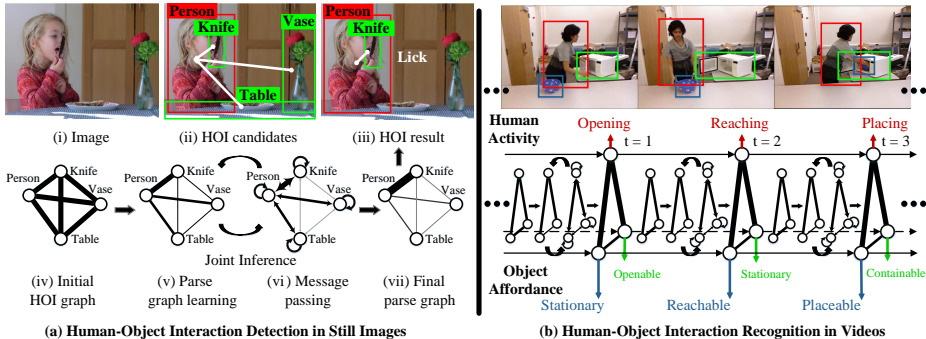 Person
Knife
Vase
Table
Person
Knife
Lick
(i) Image
(ii) HOI candidates
(iii) HOI result
Person
Knife
Vase
Table
Person
Knife
Vase
Table
Person
Knife
Vase
Table
Person
Knife
Vase
Table
Joint Inference
(iv) Initial
HOI graph
(v) Parse
graph learning
(vi) Message
passing
(vii) Final
parse graph
(a) Human-Object Interaction Detection in Still Images
Human
Activity
Opening
Reaching
Placing
t = 1
t = 2
t = 3
Object
Affordance
Openable
Stationary
Containable
Stationary
Reachable
Placeable
(b) Human-Object Interaction Recognition in Videos